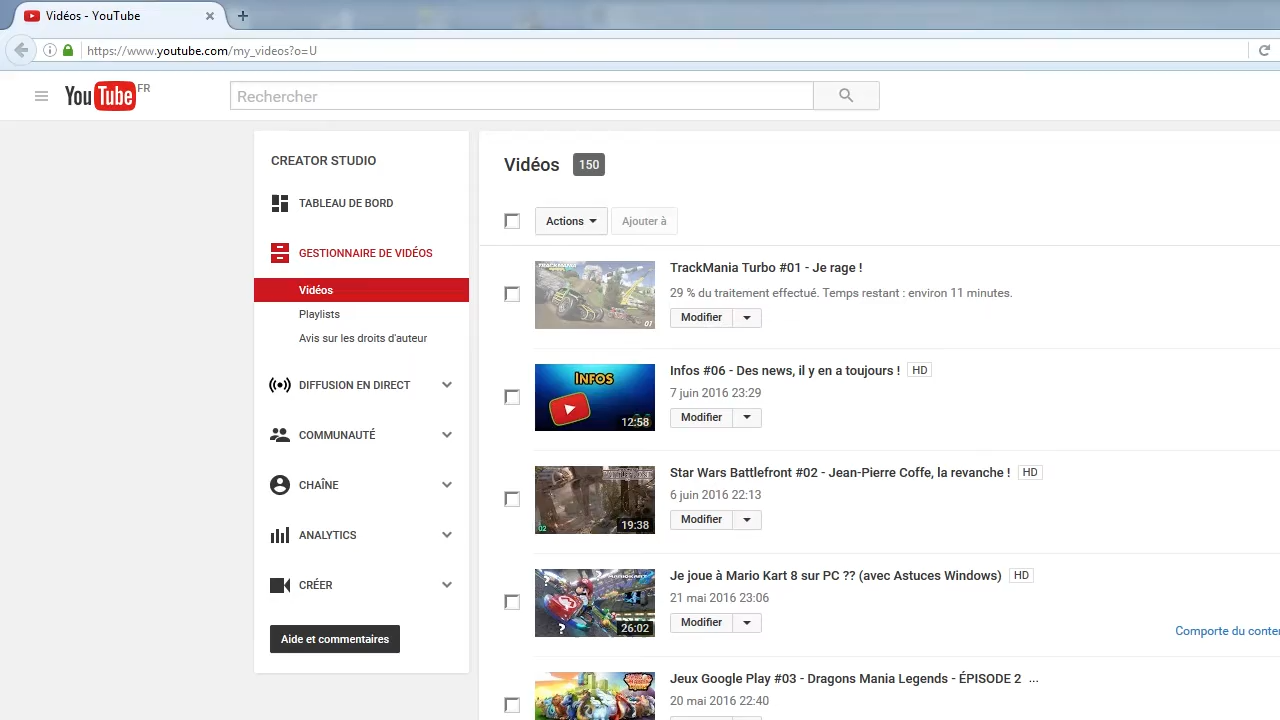 Vidéos - YouTube
https://www.youtube.com/my_videos?o=U
YouTube FR
Rechercher
CREATOR STUDIO
TABLEAU DE BORD
GESTIONNAIRE DE VIDÉOS
Vidéos
Playlists
Avis sur les droits d'auteur
DIFFUSION EN DIRECT
COMMUNAUTÉ
CHAÎNE
ANALYTICS
CRÉER
Aide et commentaires
Vidéos 150
Actions Ajouter à
TRACKMANIA
01
TrackMania Turbo #01 - Je rage !
29 % du traitement effectué. Temps restant : environ 11 minutes.
Modifier
INFOS
12:58
Infos #06 - Des news, il y en a toujours ! HD
7 juin 2016 23:29
Modifier
02
19:38
Star Wars Battlefront #02 - Jean-Pierre Coffe, la revanche ! HD
6 juin 2016 22:13
Modifier
MARIOKART
? ?
26:02
Je joue à Mario Kart 8 sur PC ?? (avec Astuces Windows) HD
21 mai 2016 23:06
Modifier
Comporte du conte
Jeux Google Play #03 - Dragons Mania Legends - ÉPISODE 2 ...
20 mai 2016 22:40